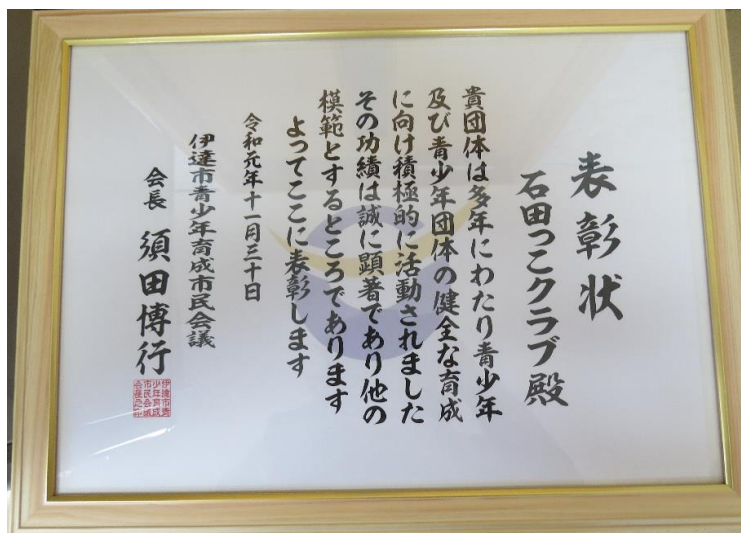 表彰状
石田っこクラブ殿
貴団体は多年にわたり青少年
及び青少年団体の健全な育成
に向け積極的に活動されました
その功績は誠に顕著であり他の
模範とするところであります
よってここに表彰します
令和元年十一月三十日
伊達市青少年育成市民会議
会長 須田博行